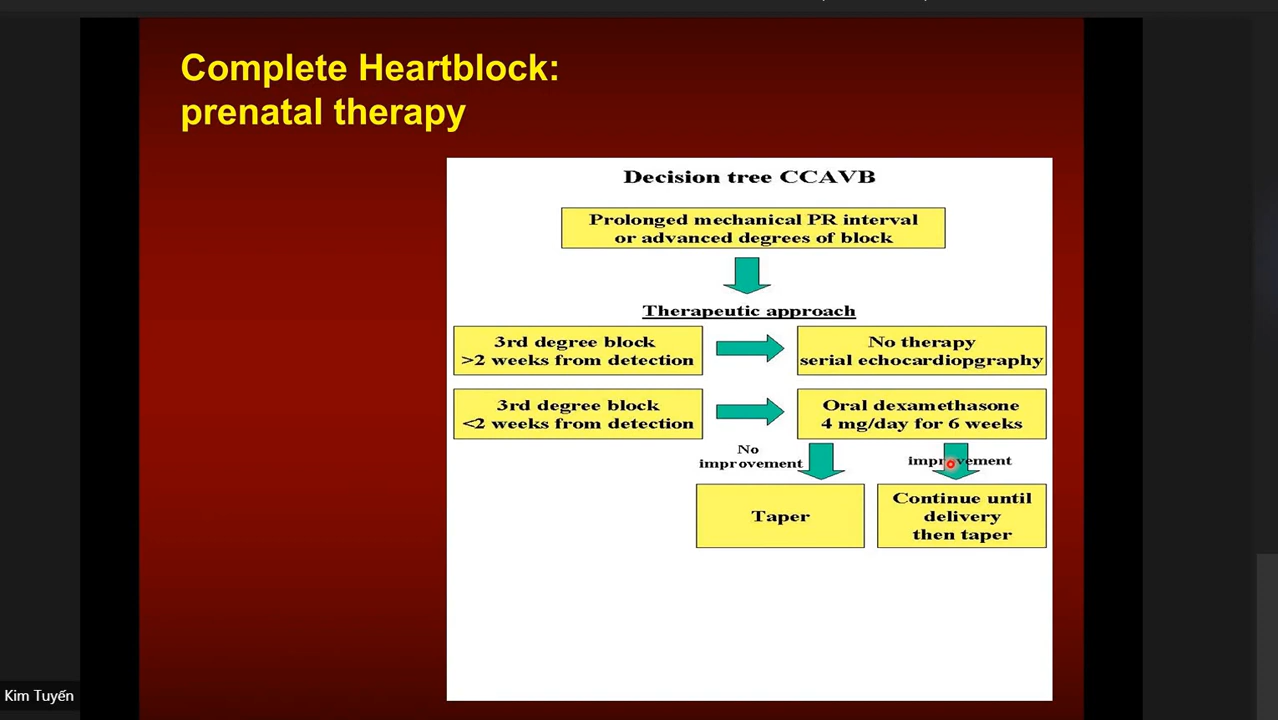 Complete Heartblock:
prenatal therapy
Decision tree CCAVB
Prolonged mechanical PR interval
or advanced degrees of block
Therapeutic approach
3rd degree block
>2 weeks from detection
No therapy
serial echocardiopgraphy
3rd degree block
<2 weeks from detection
Oral dexamethasone
4 mg/day for 6 weeks
No
improvement
improvement
Taper
Continue until
delivery
then taper
Kim Tuyến